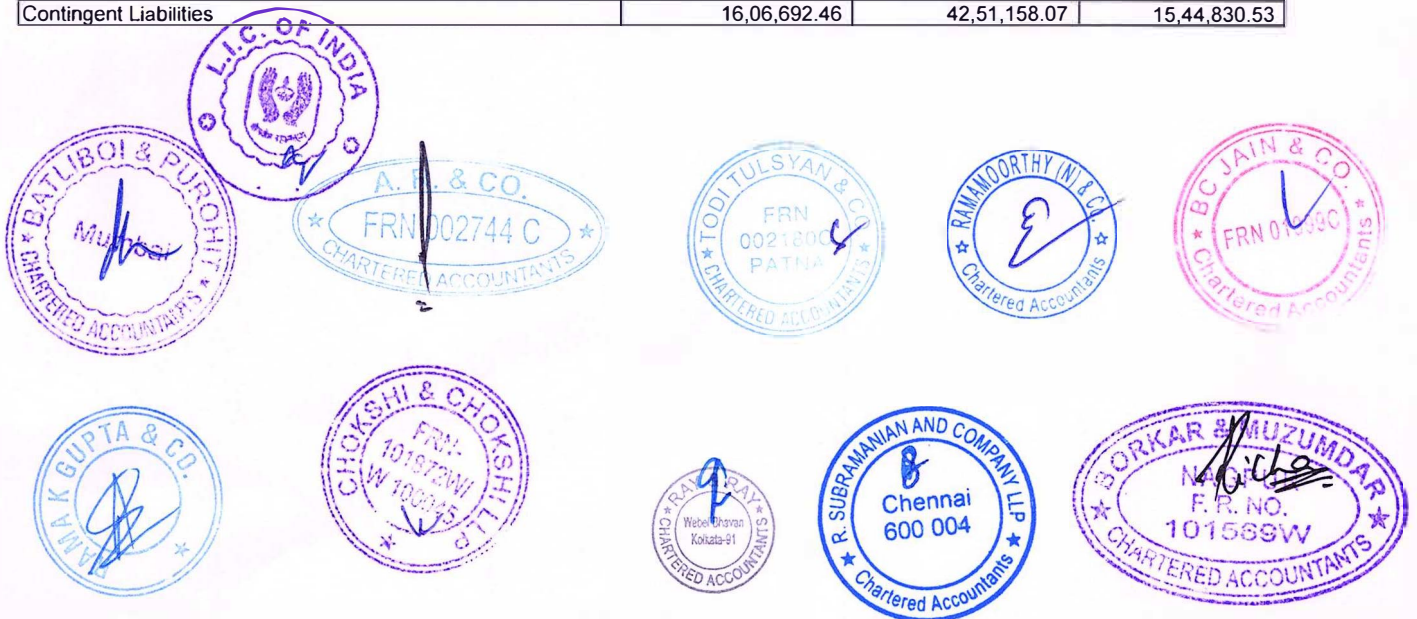 Contingent Liabilities 16,06,692.46 42,51,158.07 15,44,830.53
L.I.C. OF INDIA
BATLIBOI & PUROHIT
Mumbai
CHARTERED ACCOUNTANTS
A. & CO.
FRN 002744 C
CHARTERED ACCOUNTANTS
TODI TULSYAN & CO.
FRN
PATNA
CHARTERED ACCOUNTANTS
RAMAMOORTHY (N) & CO.
Chartered Accountants
BC JAIN & CO.
FRN
Chartered Accountants
RAMA K GUPTA & CO.
CHOKSHI & CHOKSHI LLP
FRN-
101872W/
RAY & RAY
Webel Bhavan
Kolkata-91
CHARTERED ACCOUNTANTS
R. SUBRAMANIAN AND COMPANY LLP
Chennai
600 004
Chartered Accountants
BORKAR & MUZUMDAR
F. R. NO.
101569W
CHARTERED ACCOUNTANTS